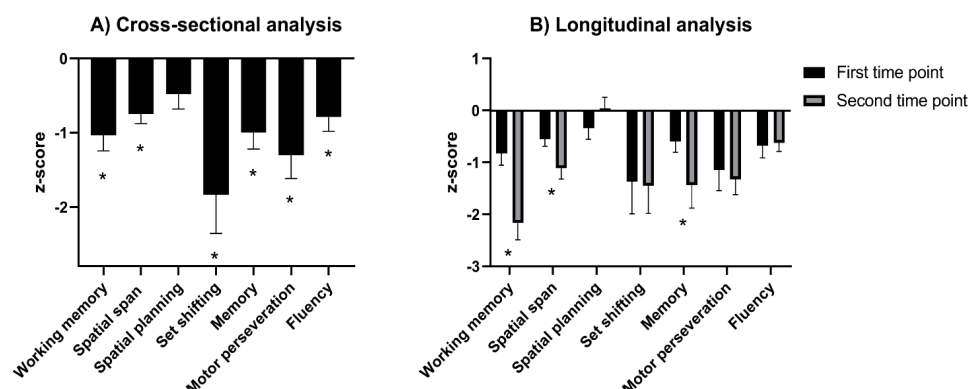 A) Cross-sectional analysis
0
-1
-2
z-score
*
*
*
*
*
*
Working memory
Spatial span
Spatial planning
Set shifting
Memory
Motor perseveration
Fluency
B) Longitudinal analysis
1
0
-1
-2
-3
z-score
*
*
*
Working memory
Spatial span
Spatial planning
Set shifting
Memory
Motor perseveration
Fluency
First time point
Second time point